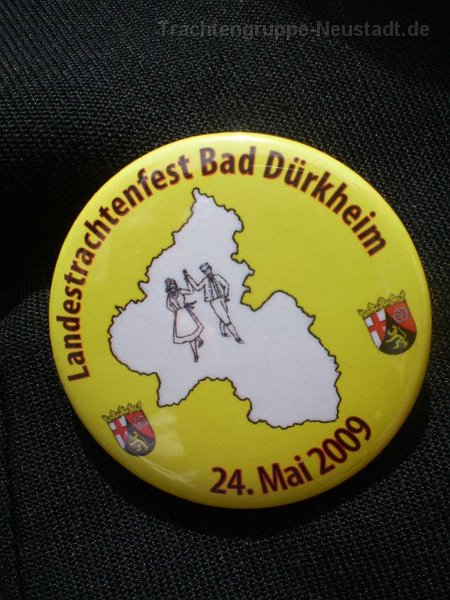 Trachtengruppe-Neustadt.de
Landestrachtenfest Bad Dürkheim
24. Mai 2009